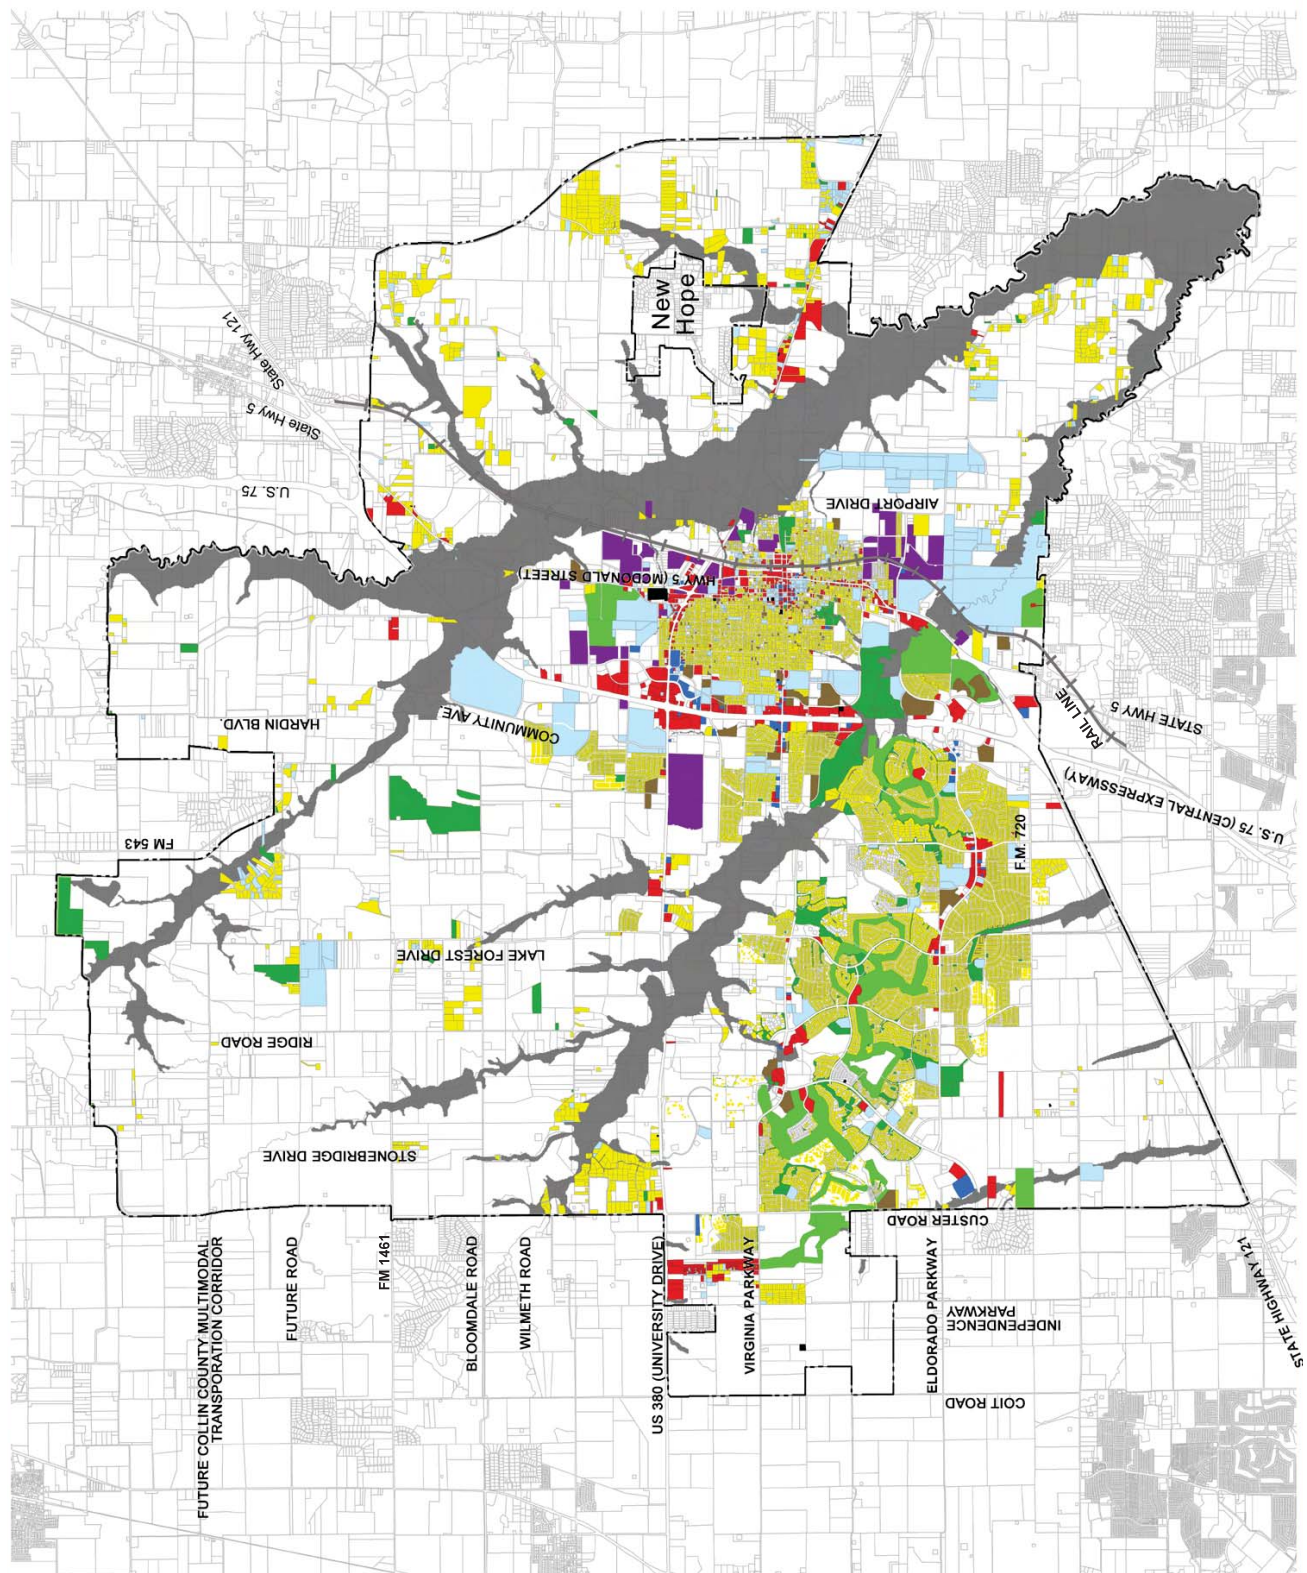 New
Hope
State Hwy 121
State Hwy 5
U.S. 75
AIRPORT DRIVE
HWY 5 (MCDONALD STREET)
HARDIN BLVD.
COMMUNITY AVE.
RAIL LINE
STATE HWY 5
U.S. 75 (CENTRAL EXPRESSWAY)
FM 543
F.M. 720
LAKE FOREST DRIVE
RIDGE ROAD
STONEBRIDGE DRIVE
CUSTER ROAD
FUTURE COLLIN COUNTY MULTIMODAL
TRANSPORATION CORRIDOR
FUTURE ROAD
FM 1461
BLOOMDALE ROAD
WILMETH ROAD
US 380 (UNIVERSITY DRIVE)
VIRGINIA PARKWAY
ELDORADO PARKWAY
INDEPENDENCE
PARKWAY
COIT ROAD
STATE HIGHWAY 121